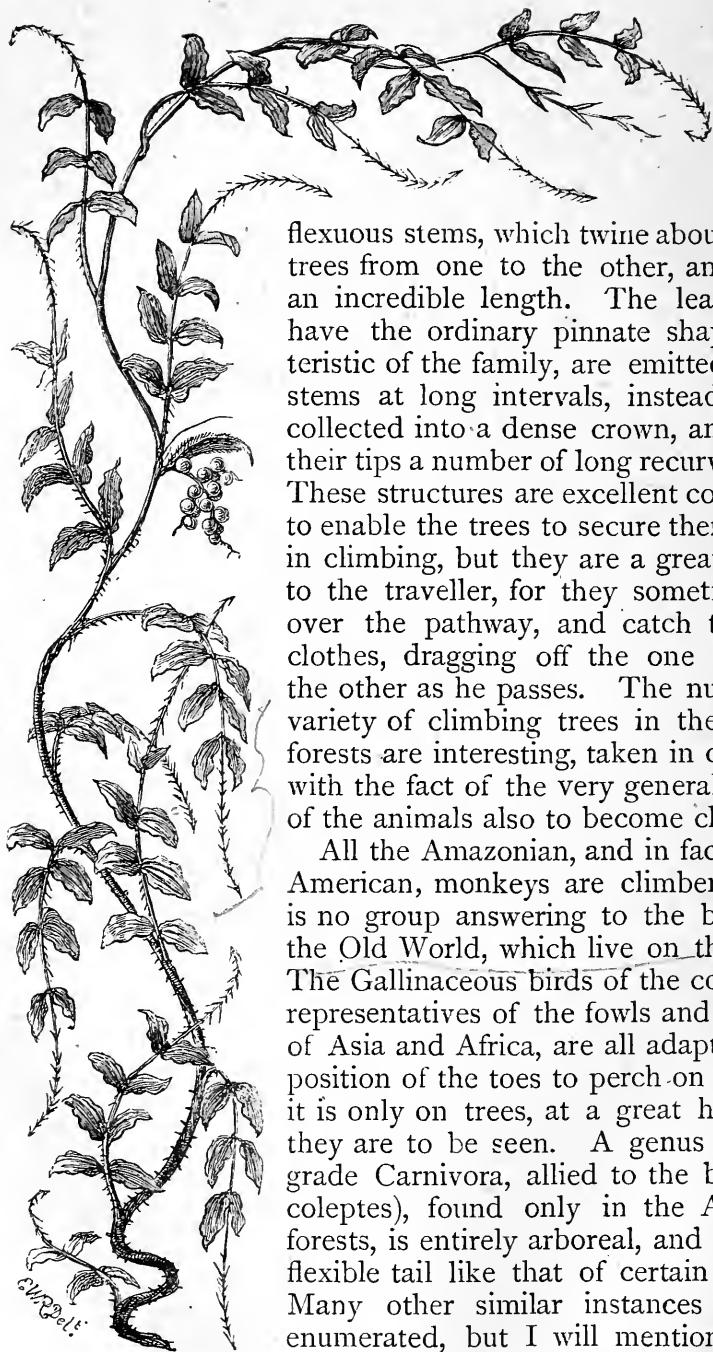 flexuous stems, which twine abou
trees from one to the other, an
an incredible length. The lea
have the ordinary pinnate shap
teristic of the family, are emitted
stems at long intervals, instead
collected into a dense crown, an
their tips a number of long recurv
These structures are excellent co
to enable the trees to secure ther
in climbing, but they are a grea
to the traveller, for they someti
over the pathway, and catch t
clothes, dragging off the one
the other as he passes. The nu
variety of climbing trees in the
forests are interesting, taken in c
with the fact of the very general
of the animals also to become cl
All the Amazonian, and in fac
American, monkeys are climber
is no group answering to the b
the Old World, which live on th
The Gallinaceous birds of the co
representatives of the fowls and
of Asia and Africa, are all adapt
position of the toes to perch on
it is only on trees, at a great h
they are to be seen. A genus
grade Carnivora, allied to the b
coleptes), found only in the A
forests, is entirely arboreal, and
flexible tail like that of certain
Many other similar instances
enumerated, but I will mention
E.W.R Delt.